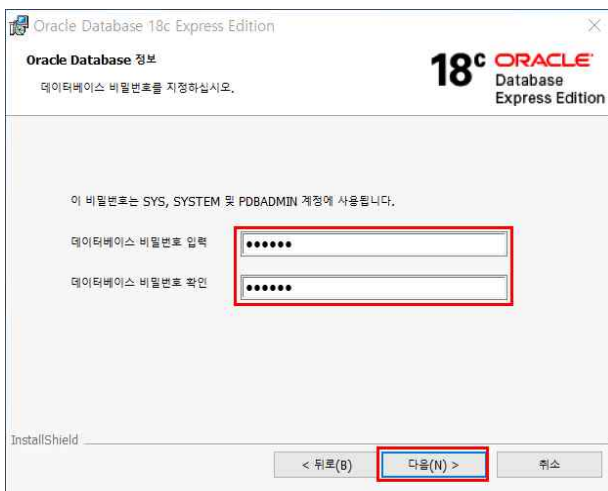 Oracle Database 18c Express Edition
Oracle Database 정보
데이터베이스 비밀번호를 지정하십시오.
18c ORACLE
Database
Express Edition
이 비밀번호는 SYS, SYSTEM 및 PDBADMIN 계정에 사용됩니다.
데이터베이스 비밀번호 입력 ••••••
데이터베이스 비밀번호 확인 ••••••
InstallShield
< 뒤로(B) 다음(N) > 취소